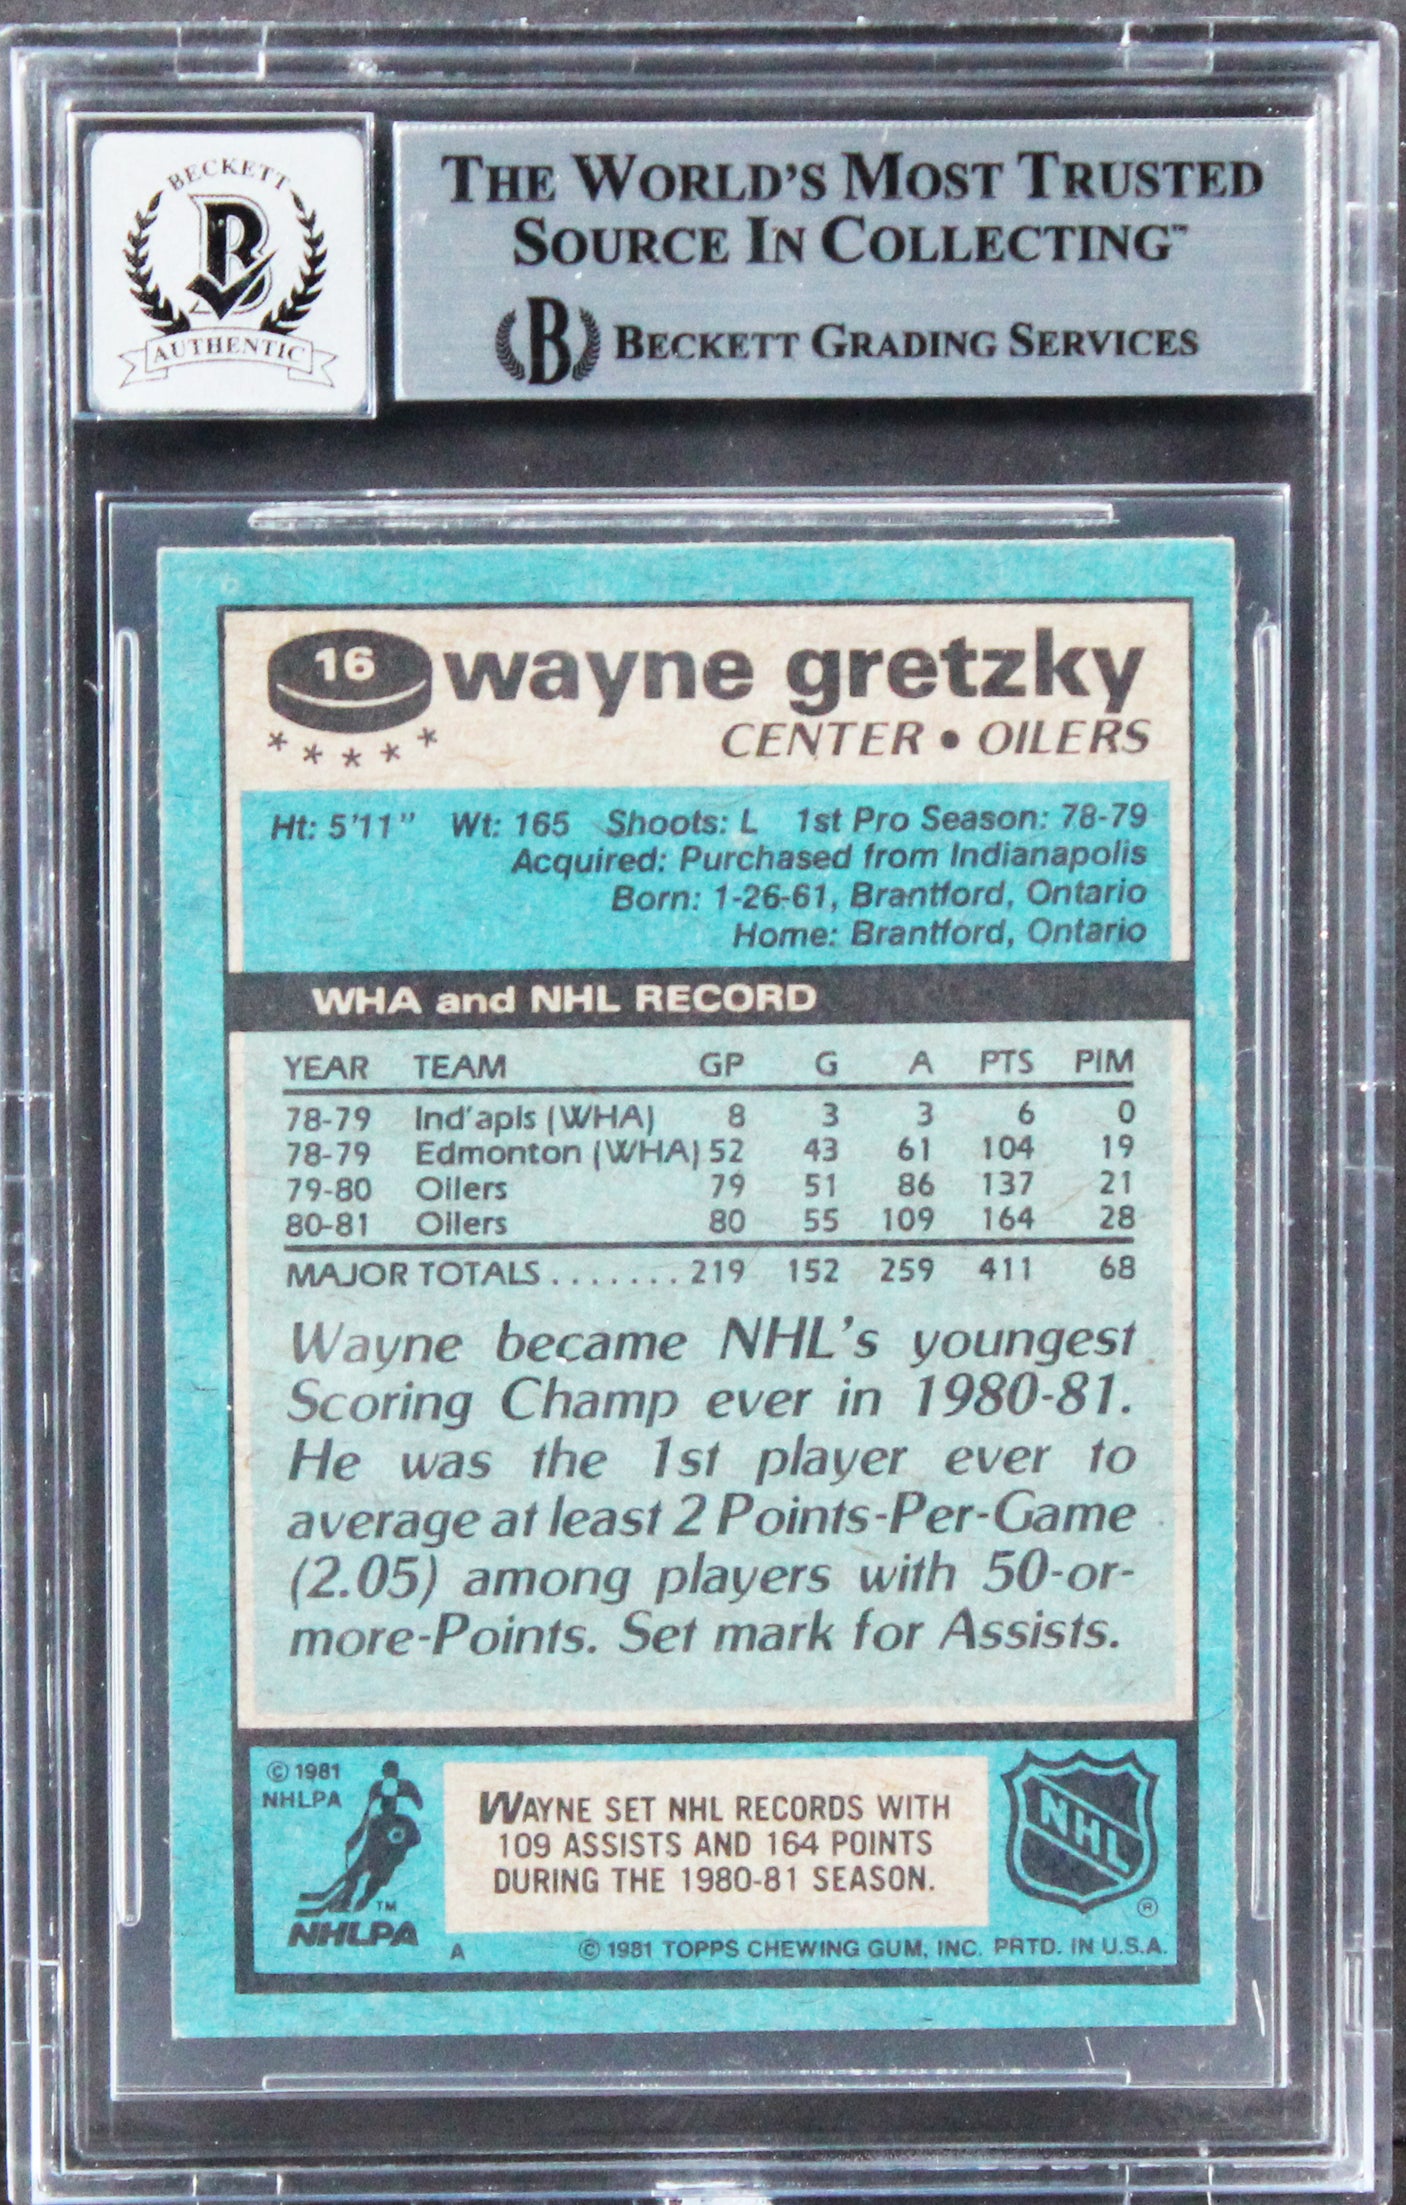 BECKETT
B
AUTHENTIC
THE WORLD'S MOST TRUSTED
SOURCE IN COLLECTING™
B BECKETT GRADING SERVICES
16 wayne gretzky
* * * * *
CENTER • OILERS
Ht: 5'11" Wt: 165 Shoots: L 1st Pro Season: 78-79
Acquired: Purchased from Indianapolis
Born: 1-26-61, Brantford, Ontario
Home: Brantford, Ontario
WHA and NHL RECORD
YEAR TEAM GP G A PTS PIM
78-79 Ind'apls (WHA) 8 3 3 6 0
78-79 Edmonton (WHA) 52 43 61 104 19
79-80 Oilers 79 51 86 137 21
80-81 Oilers 80 55 109 164 28
MAJOR TOTALS ....... 219 152 259 411 68
Wayne became NHL's youngest
Scoring Champ ever in 1980-81.
He was the 1st player ever to
average at least 2 Points-Per-Game
(2.05) among players with 50-or-
more-Points. Set mark for Assists.
© 1981
NHLPA
TM
NHLPA
WAYNE SET NHL RECORDS WITH
109 ASSISTS AND 164 POINTS
DURING THE 1980-81 SEASON.
NHL
®
A © 1981 TOPPS CHEWING GUM, INC. PRTD. IN U.S.A.